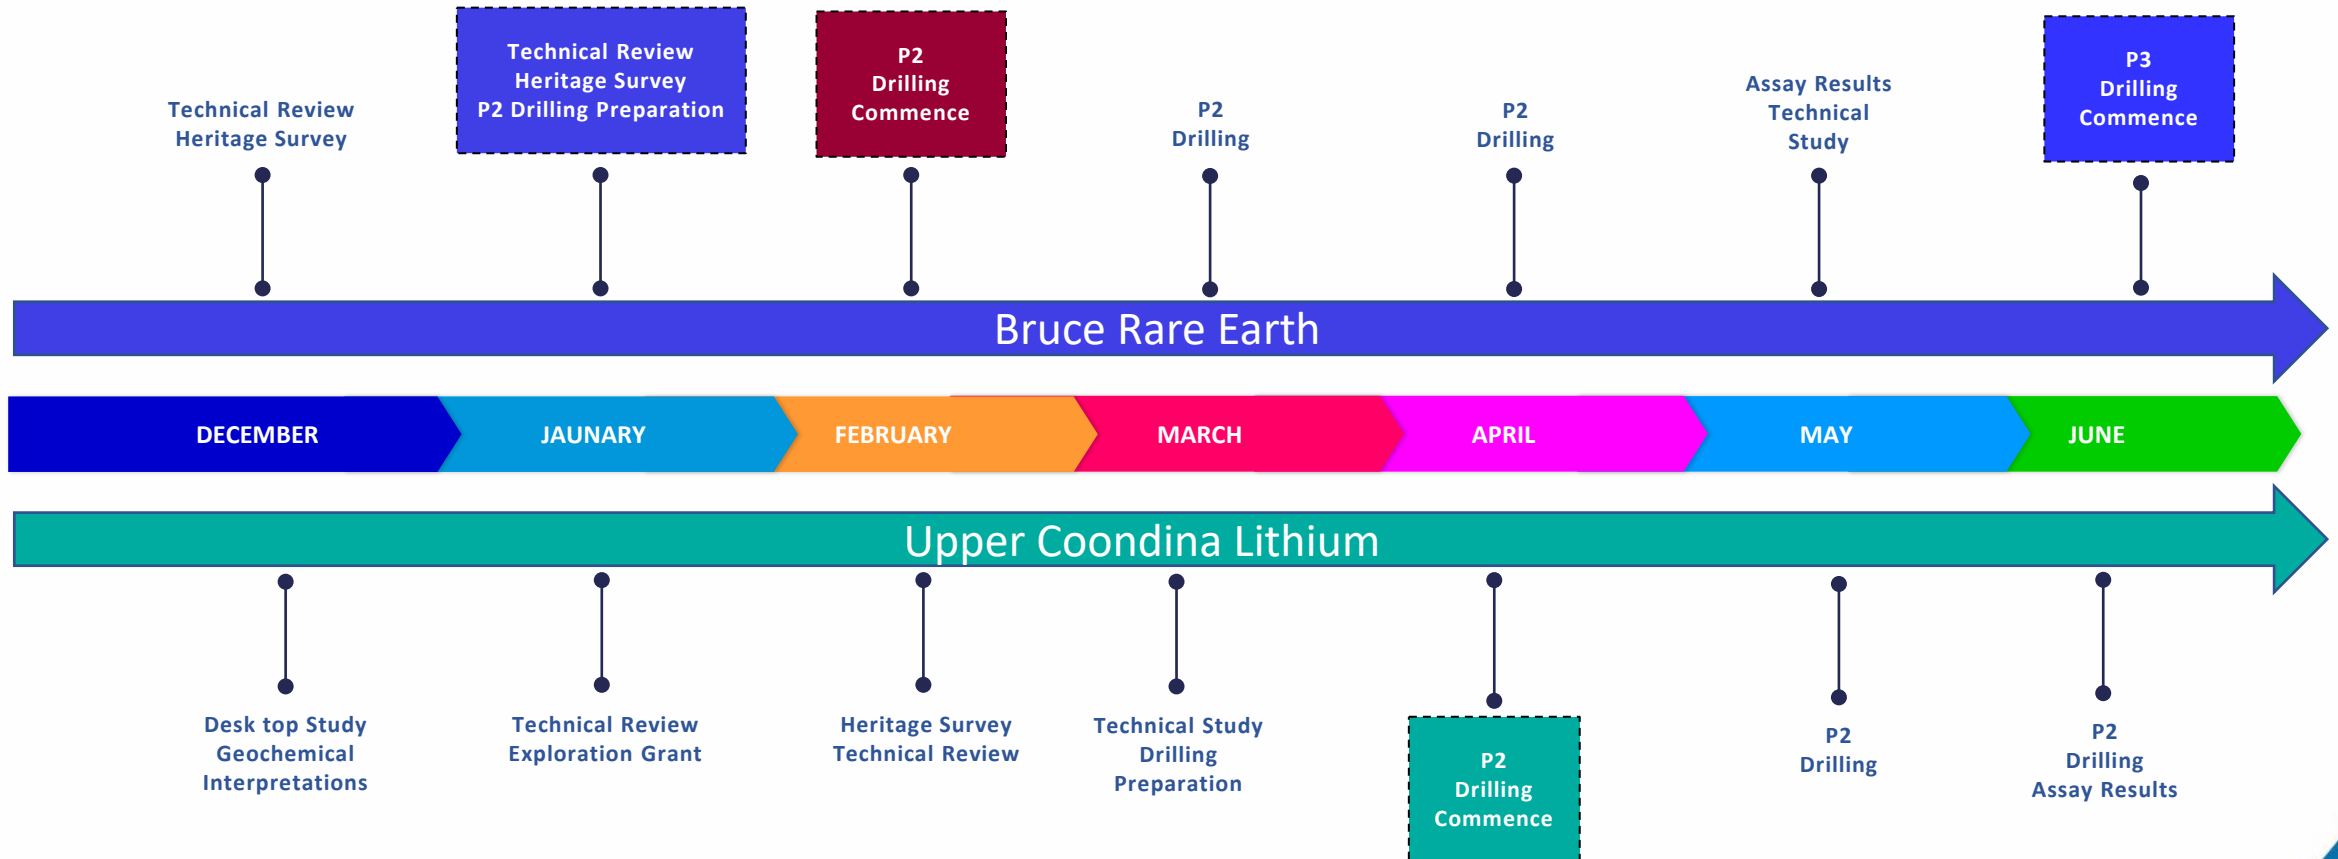 Technical Review
Heritage Survey
Technical Review
Heritage Survey
P2 Drilling Preparation
P2
Drilling
Commence
P2
Drilling
P2
Drilling
Assay Results
Technical
Study
P3
Drilling
Commence
Bruce Rare Earth
DECEMBER
JAUNARY
FEBRUARY
MARCH
APRIL
MAY
JUNE
Upper Coondina Lithium
Desk top Study
Geochemical
Interpretations
Technical Review
Exploration Grant
Heritage Survey
Technical Review
Technical Study
Drilling
Preparation
P2
Drilling
Commence
P2
Drilling
P2
Drilling
Assay Results